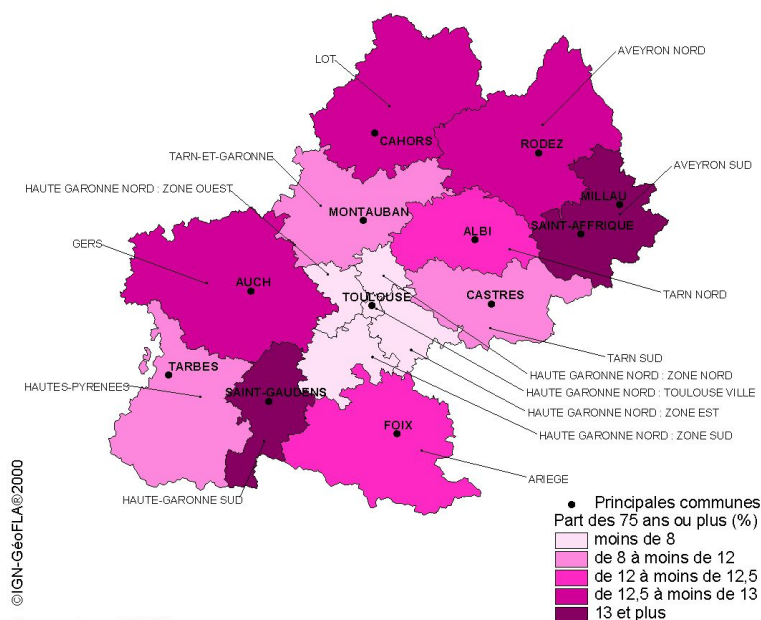 LOT
AVEYRON NORD
CAHORS
RODEZ
TARN-ET-GARONNE
AVEYRON SUD
HAUTE GARONNE NORD : ZONE OUEST
MILLAU
MONTAUBAN
SAINT-AFFRIQUE
ALBI
GERS
AUCH
TARN NORD
TOULOUSE
CASTRES
TARN SUD
TARBES
HAUTE GARONNE NORD : ZONE NORD
HAUTES-PYRENEES
SAINT-GAUDENS
HAUTE GARONNE NORD : TOULOUSE VILLE
HAUTE GARONNE NORD : ZONE EST
FOIX
HAUTE GARONNE NORD : ZONE SUD
ARIEGE
HAUTE-GARONNE SUD
Principales communes
Part des 75 ans ou plus (%)
moins de 8
de 8 à moins de 12
de 12 à moins de 12,5
de 12,5 à moins de 13
13 et plus
©IGN-GéoFLA®2000